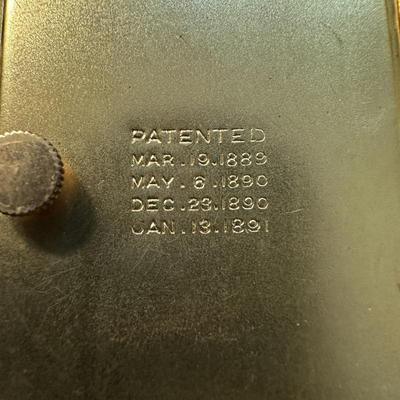 PATENTED
MAR.19.1889
MAY.6.1890
DEC.23.1890
JAN.13.1891